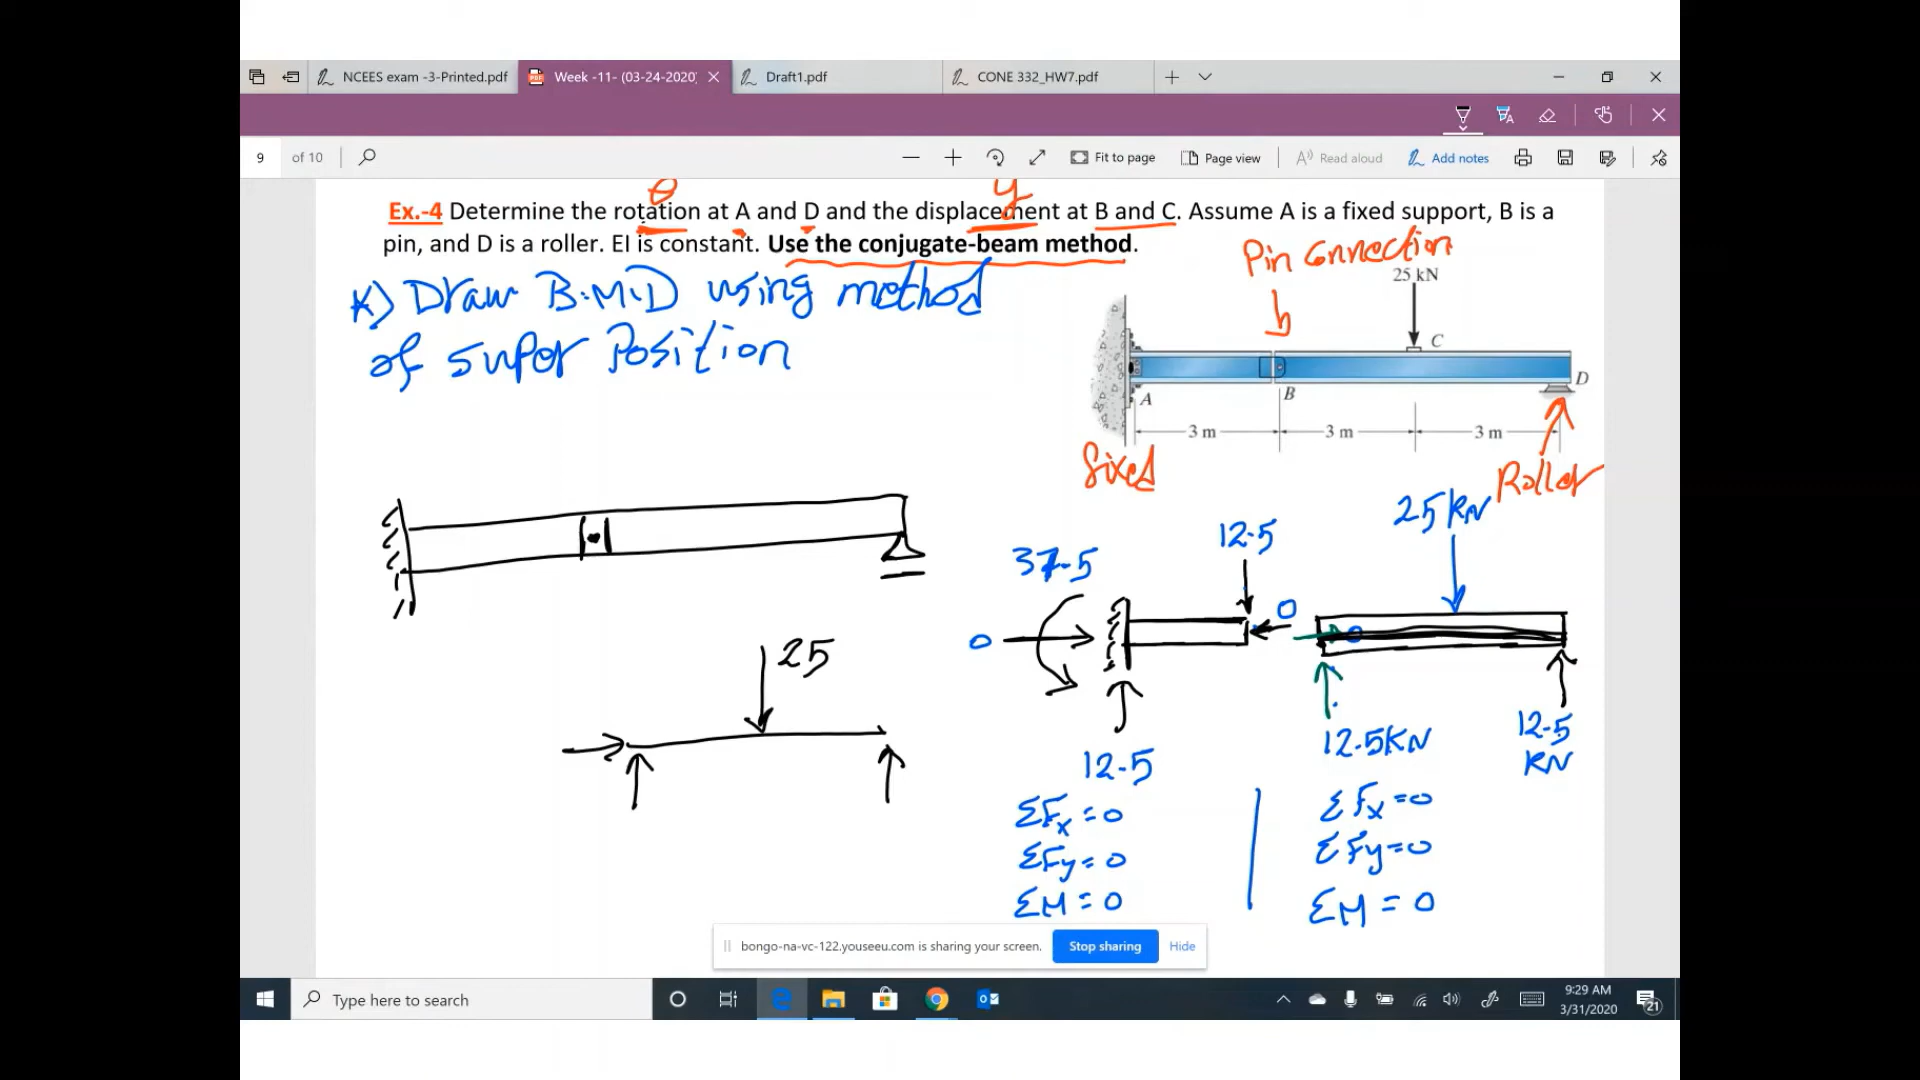 NCEES exam -3-Printed.pdf
Week -11- (03-24-2020)
Draft1.pdf
CONE 332_HW7.pdf
9 of 10
Fit to page
Page view
Read aloud
Add notes
θ
y
Ex.-4 Determine the rotation at A and D and the displacement at B and C. Assume A is a fixed support, B is a
pin, and D is a roller. EI is constant. Use the conjugate-beam method.
Pin Connection
b
A) Draw B.M.D using method
of super Position
25 kN
C
A
B
D
3 m
3 m
3 m
fixed
Roller
25 KN
12.5
37.5
0
0
0
25
12.5
12.5KN
12.5
KN
ΣFx = 0
ΣFy = 0
ΣM = 0
ΣFx = 0
ΣFy = 0
ΣM = 0
bongo-na-vc-122.youseeu.com is sharing your screen.
Stop sharing
Hide
Type here to search
9:29 AM
3/31/2020
21